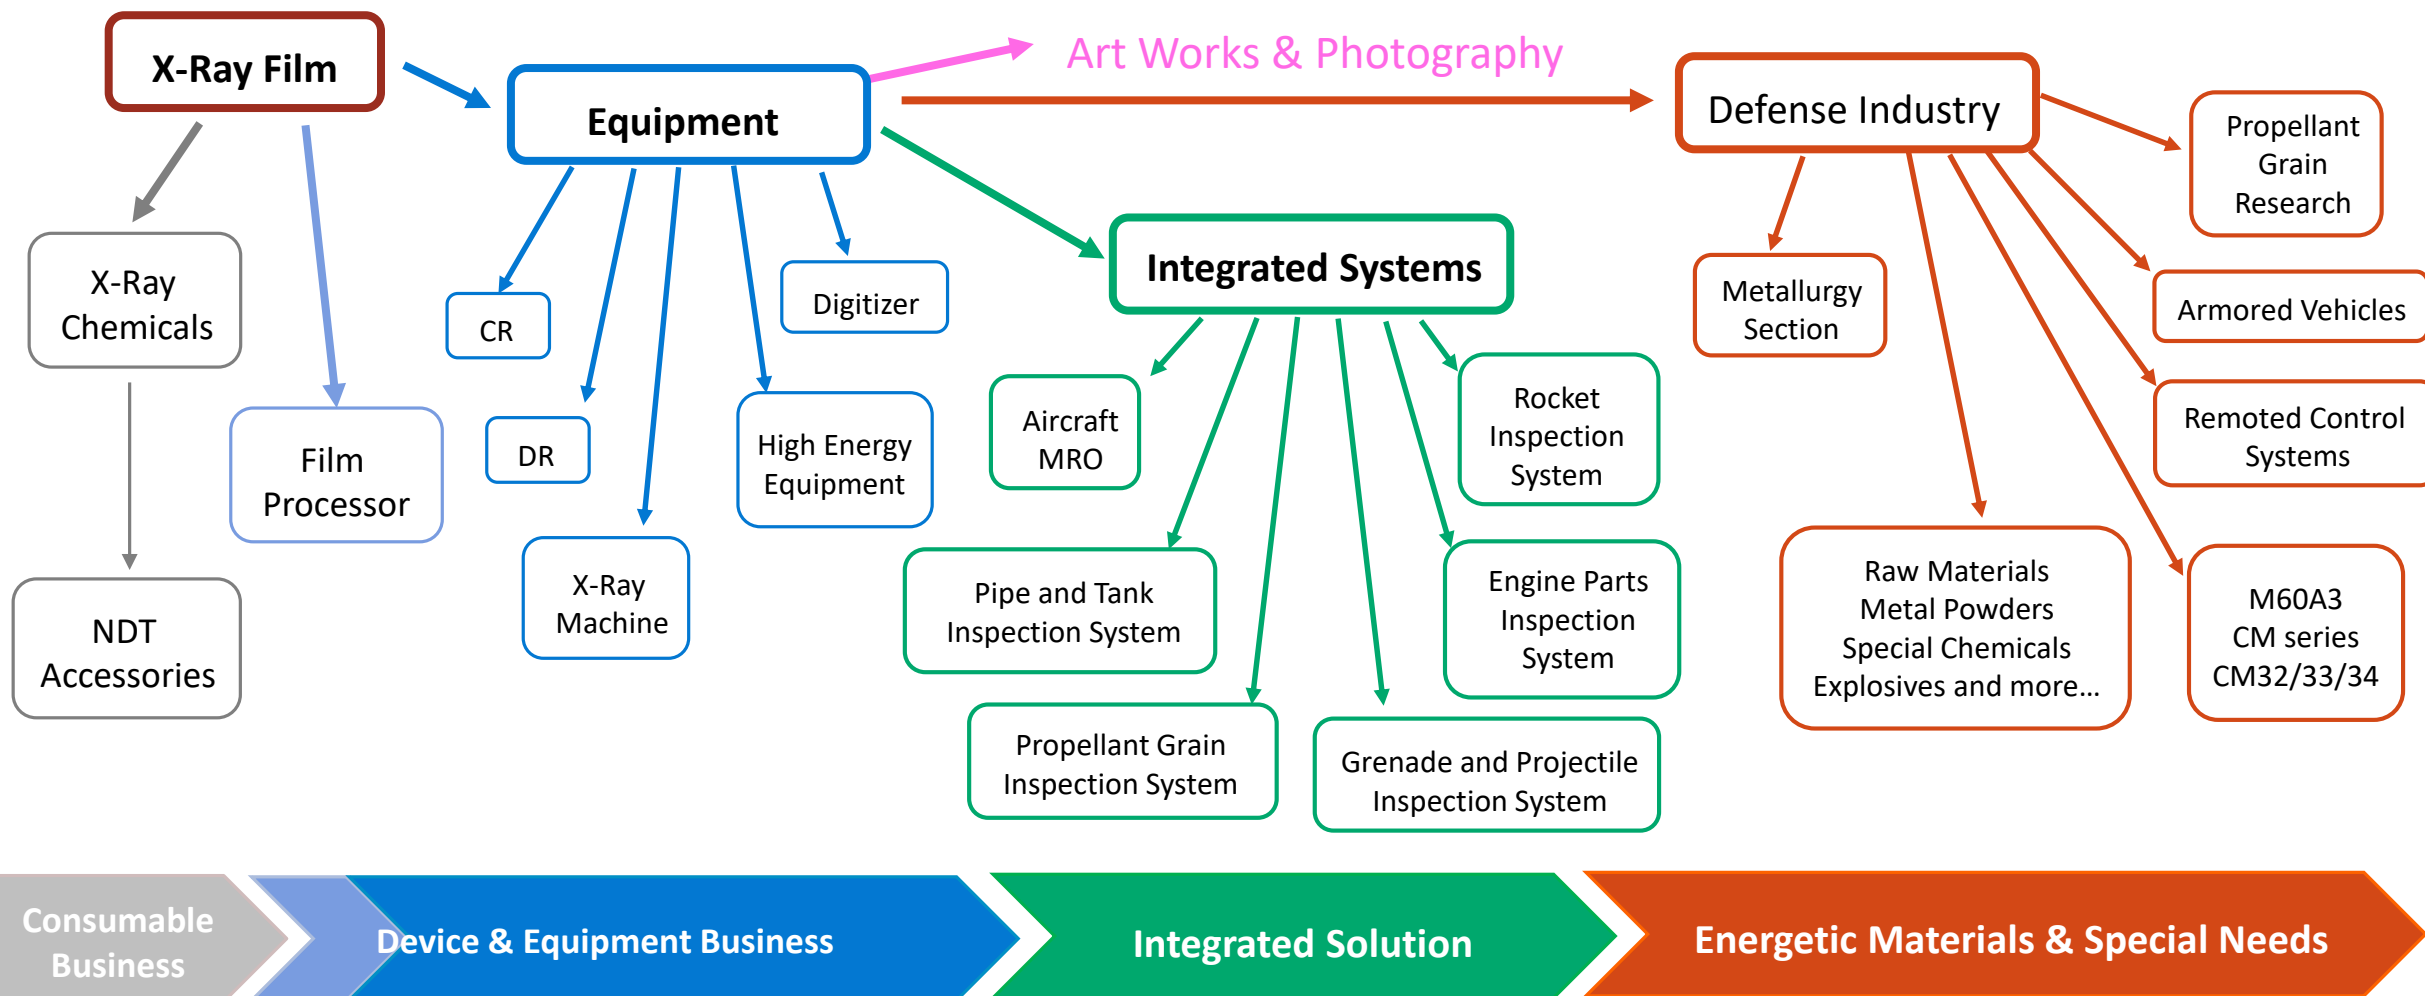 X-Ray Film
Equipment
Art Works & Photography
Defense Industry
Propellant
Grain
Research
X-Ray
Chemicals
Film
Processor
NDT
Accessories
CR
DR
X-Ray
Machine
High Energy
Equipment
Digitizer
Integrated Systems
Aircraft
MRO
Pipe and Tank
Inspection System
Propellant Grain
Inspection System
Grenade and Projectile
Inspection System
Engine Parts
Inspection
System
Rocket
Inspection
System
Metallurgy
Section
Raw Materials
Metal Powders
Special Chemicals
Explosives and more...
M60A3
CM series
CM32/33/34
Remoted Control
Systems
Armored Vehicles
Consumable
Business
Device & Equipment Business
Integrated Solution
Energetic Materials & Special Needs